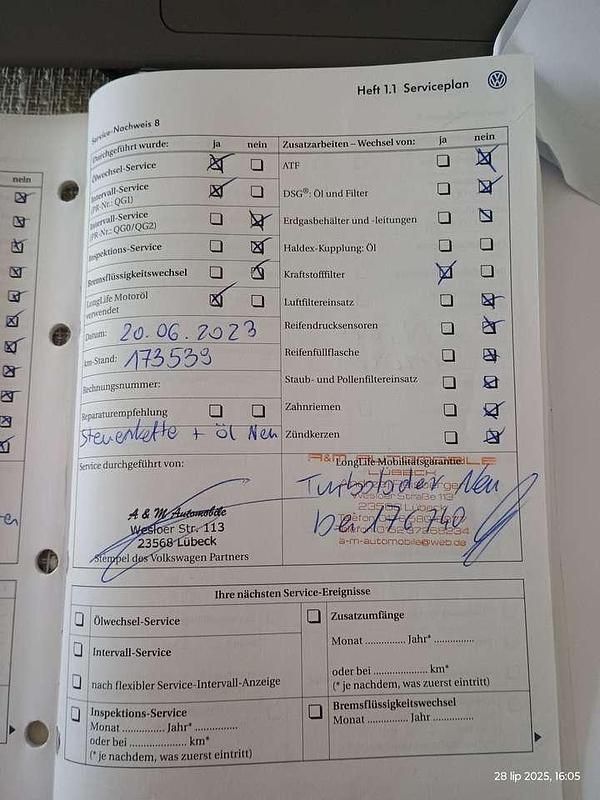 Heft 1.1 Serviceplan
Service-Nachweis 8
Durchgeführt wurde: ja nein
Ölwechsel-Service
Intervall-Service
(PR-Nr.: QG1)
Intervall-Service
(PR-Nr.: QG0/QG2)
Inspektions-Service
Bremsflüssigkeitswechsel
LongLife Motoröl
verwendet
Datum: 20.06.2023
km-Stand: 173539
Rechnungsnummer:
Reparaturempfehlung
Steuerkette + Öl Neu
Zusatzarbeiten – Wechsel von: ja nein
ATF
DSG®: Öl und Filter
Erdgasbehälter und -leitungen
Haldex-Kupplung: Öl
Kraftstofffilter
Luftfiltereinsatz
Reifendrucksensoren
Reifenfüllflasche
Staub- und Pollenfiltereinsatz
Zahnriemen
Zündkerzen
Service durchgeführt von:
A & M Automobile
Wesloer Str. 113
23568 Lübeck
Stempel des Volkswagen Partners
A&M AUTOMOBILE
LongLife Mobilitätsgarantie:
LÜBECK
Turbolader Neu
Wesloer Straße 113
23568 Lübeck
bei 176740
a-m-automobile@web.de
Ihre nächsten Service-Ereignisse
Ölwechsel-Service
Intervall-Service
nach flexibler Service-Intervall-Anzeige
Inspektions-Service
Monat .............. Jahr* ..............
oder bei ................ km*
(* je nachdem, was zuerst eintritt)
Zusatzumfänge
Monat .............. Jahr* ..............
oder bei ................ km*
(* je nachdem, was zuerst eintritt)
Bremsflüssigkeitswechsel
Monat .............. Jahr ..............
nein
28 lip 2025, 16:05